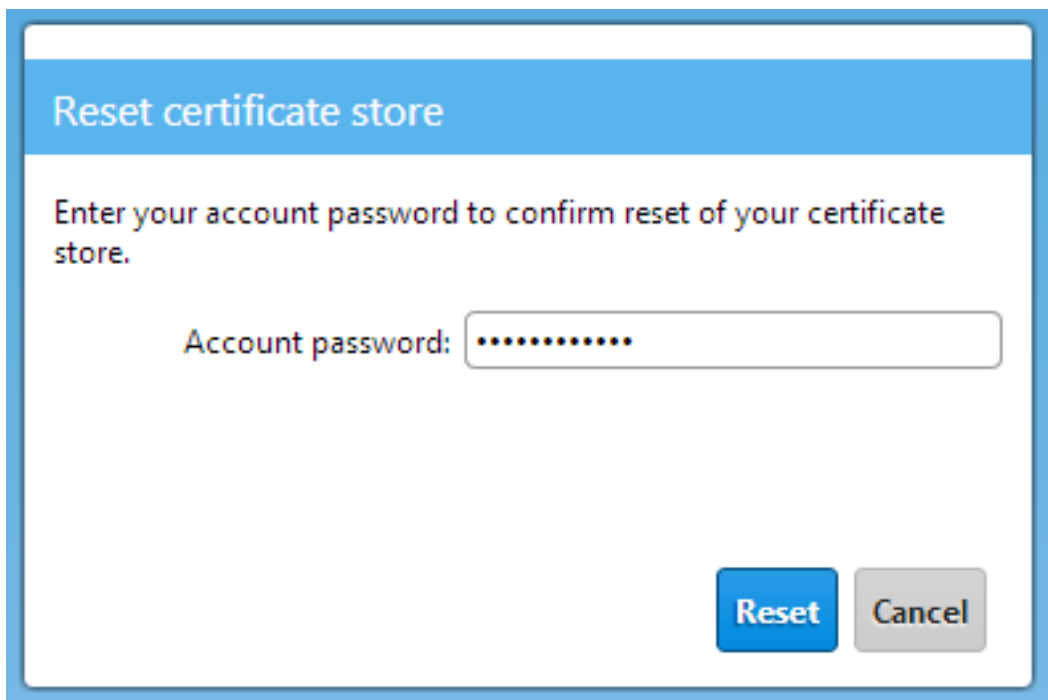 Reset certificate store
Enter your account password to confirm reset of your certificate
store.
Account password: ••••••••••••
Reset Cancel